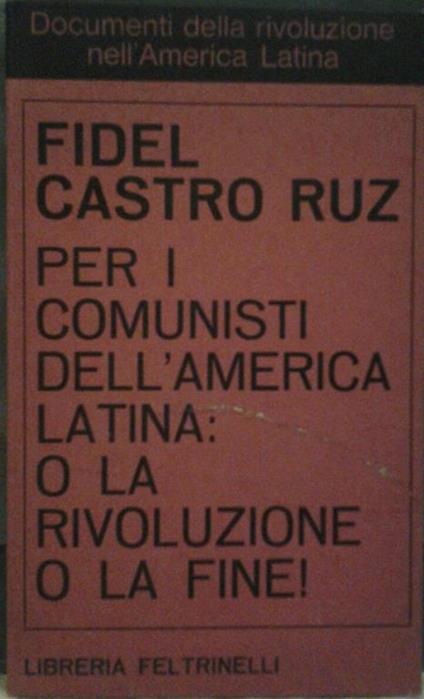 Documenti della rivoluzione
nell'America Latina
FIDEL
CASTRO RUZ
PER I
COMUNISTI
DELL'AMERICA
LATINA:
O LA
RIVOLUZIONE
O LA FINE!
LIBRERIA FELTRINELLI